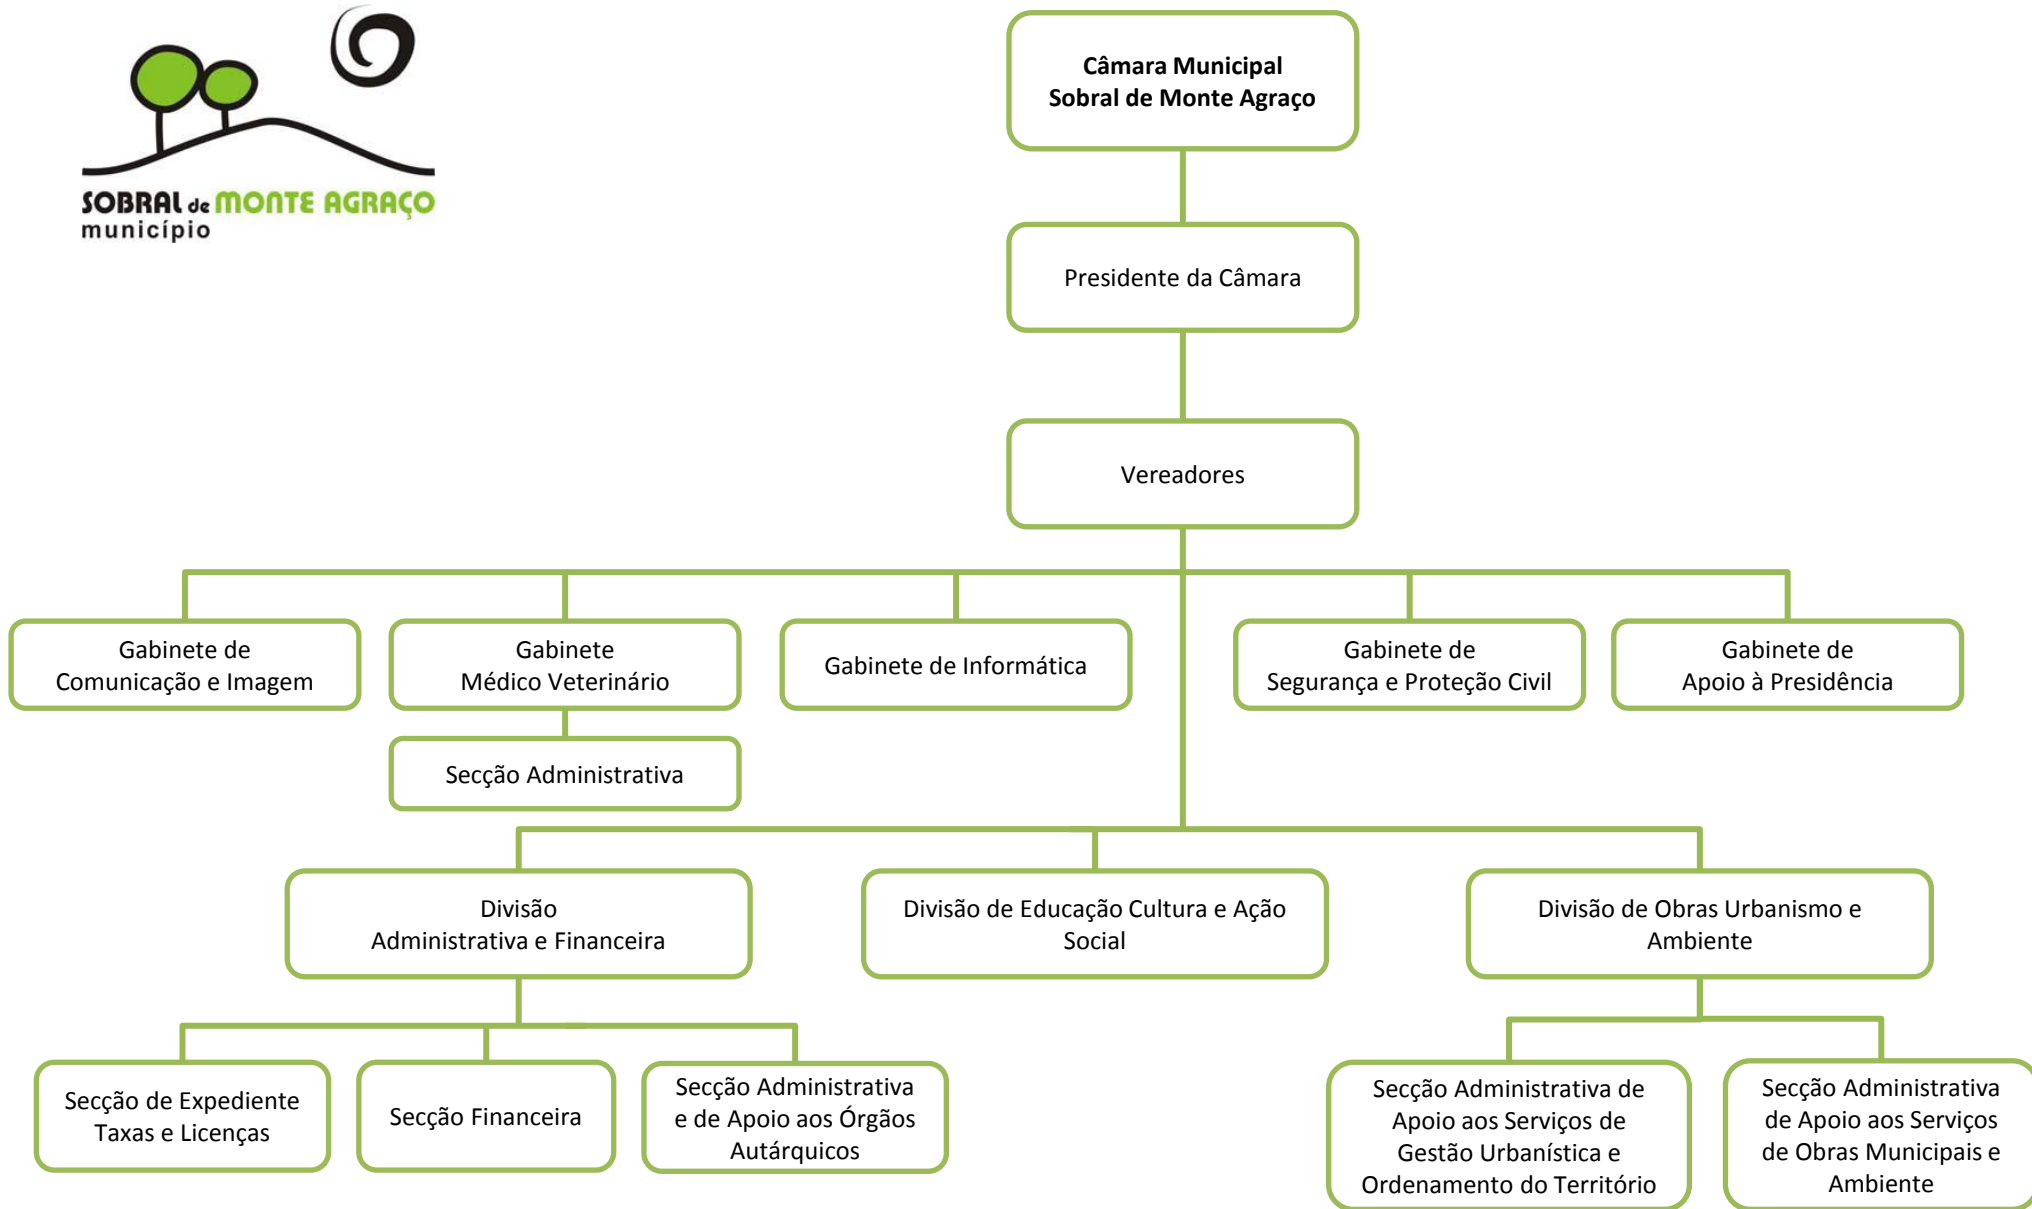 SOBRAL de MONTE AGRAÇO
município
Câmara Municipal
Sobral de Monte Agraço
Presidente da Câmara
Vereadores
Gabinete de
Comunicação e Imagem
Gabinete
Médico Veterinário
Gabinete de Informática
Gabinete de
Segurança e Proteção Civil
Gabinete de
Apoio à Presidência
Secção Administrativa
Divisão
Administrativa e Financeira
Divisão de Educação Cultura e Ação
Social
Divisão de Obras Urbanismo e
Ambiente
Secção de Expediente
Taxas e Licenças
Secção Financeira
Secção Administrativa
e de Apoio aos Órgãos
Autárquicos
Secção Administrativa de
Apoio aos Serviços de
Gestão Urbanística e
Ordenamento do Território
Secção Administrativa
de Apoio aos Serviços
de Obras Municipais e
Ambiente